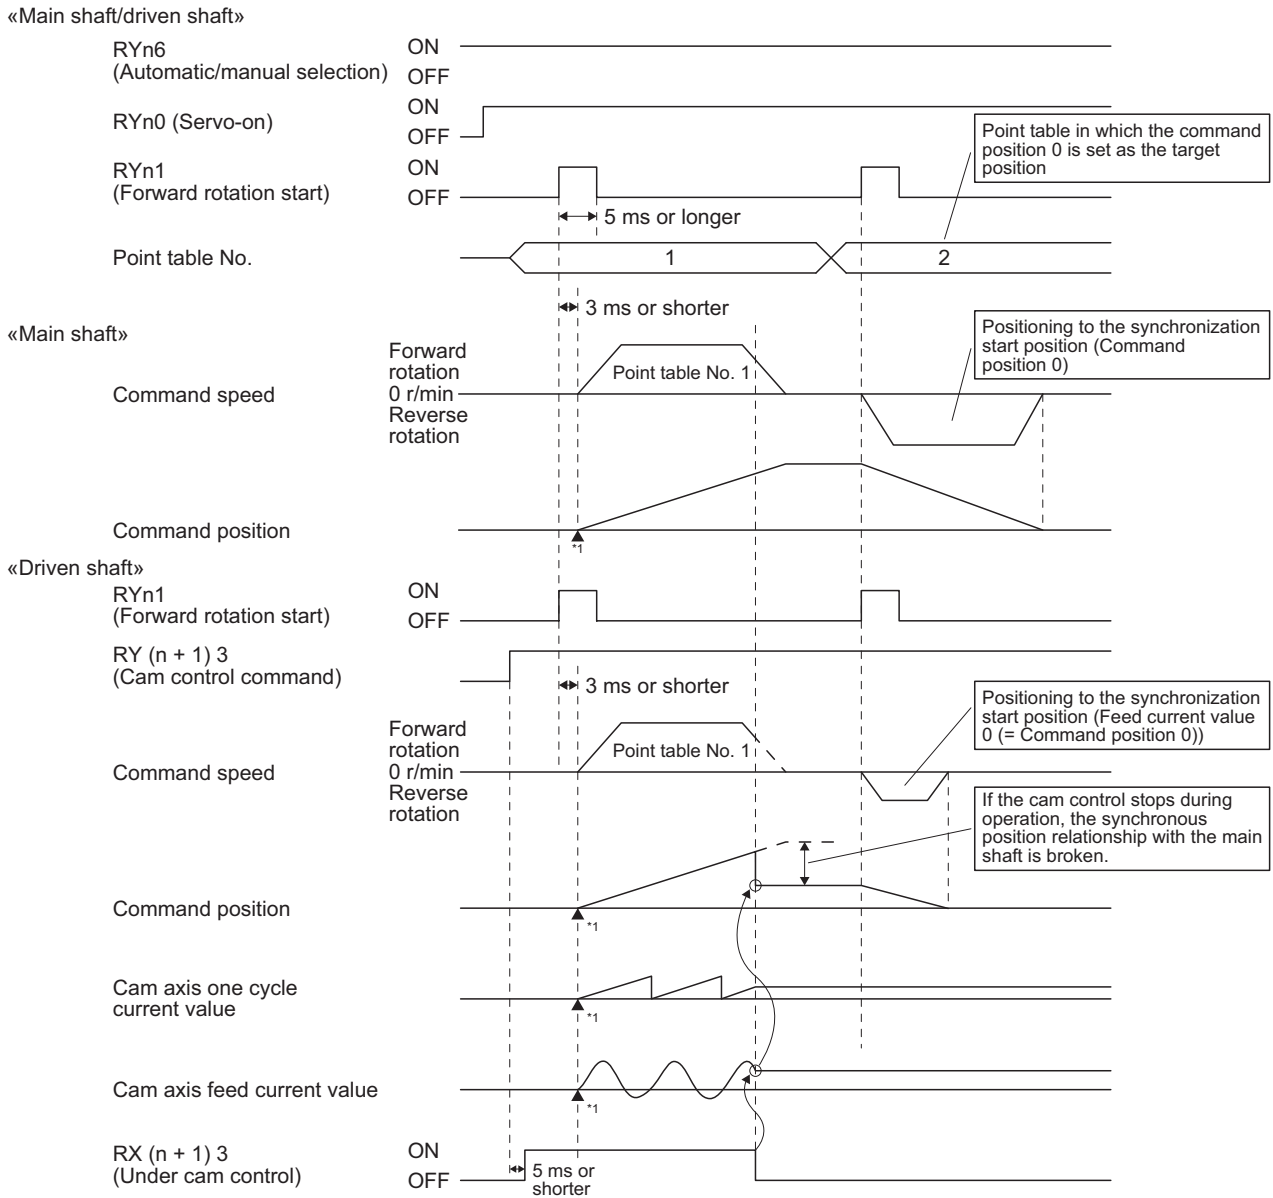 «Main shaft/driven shaft»
RYn6
(Automatic/manual selection)
ON
OFF
RYn0 (Servo-on)
ON
OFF
Point table in which the command
position 0 is set as the target
position
RYn1
(Forward rotation start)
ON
OFF
5 ms or longer
Point table No.
1
2
3 ms or shorter
«Main shaft»
Positioning to the synchronization
start position (Command
position 0)
Command speed
Forward
rotation
0 r/min
Reverse
rotation
Point table No. 1
Command position
*1
«Driven shaft»
RYn1
(Forward rotation start)
ON
OFF
RY (n + 1) 3
(Cam control command)
3 ms or shorter
Positioning to the synchronization
start position (Feed current value
0 (= Command position 0))
Command speed
Forward
rotation
0 r/min
Reverse
rotation
Point table No. 1
If the cam control stops during
operation, the synchronous
position relationship with the main
shaft is broken.
Command position
*1
Cam axis one cycle
current value
*1
Cam axis feed current value
*1
RX (n + 1) 3
(Under cam control)
ON
OFF
5 ms or
shorter